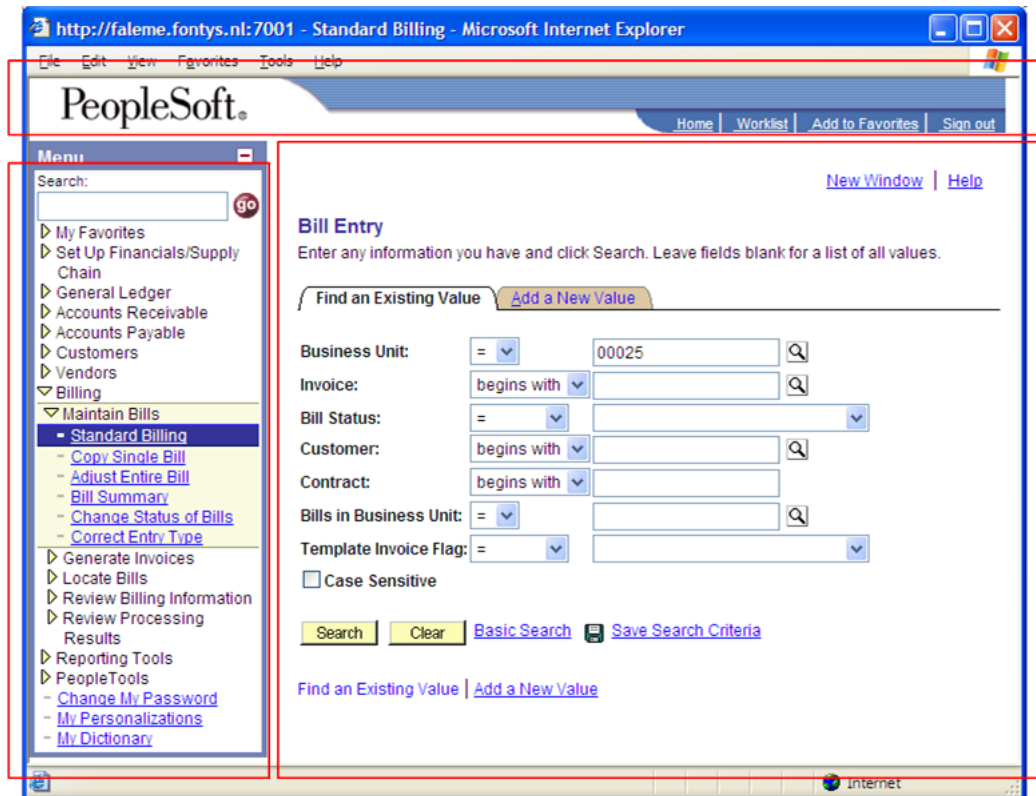 http://faleme.fontys.nl:7001 - Standard Billing - Microsoft Internet Explorer
File Edit View Favorites Tools Help
PeopleSoft®
Home Worklist Add to Favorites Sign out
Menu
Search:
go
My Favorites
Set Up Financials/Supply
Chain
General Ledger
Accounts Receivable
Accounts Payable
Customers
Vendors
Billing
Maintain Bills
- Standard Billing
- Copy Single Bill
- Adjust Entire Bill
- Bill Summary
- Change Status of Bills
- Correct Entry Type
Generate Invoices
Locate Bills
Review Billing Information
Review Processing
Results
Reporting Tools
PeopleTools
- Change My Password
- My Personalizations
- My Dictionary
New Window | Help
Bill Entry
Enter any information you have and click Search. Leave fields blank for a list of all values.
Find an Existing Value Add a New Value
Business Unit: = 00025
Invoice: begins with
Bill Status: =
Customer: begins with
Contract: begins with
Bills in Business Unit: =
Template Invoice Flag: =
Case Sensitive
Search Clear Basic Search Save Search Criteria
Find an Existing Value | Add a New Value
Internet